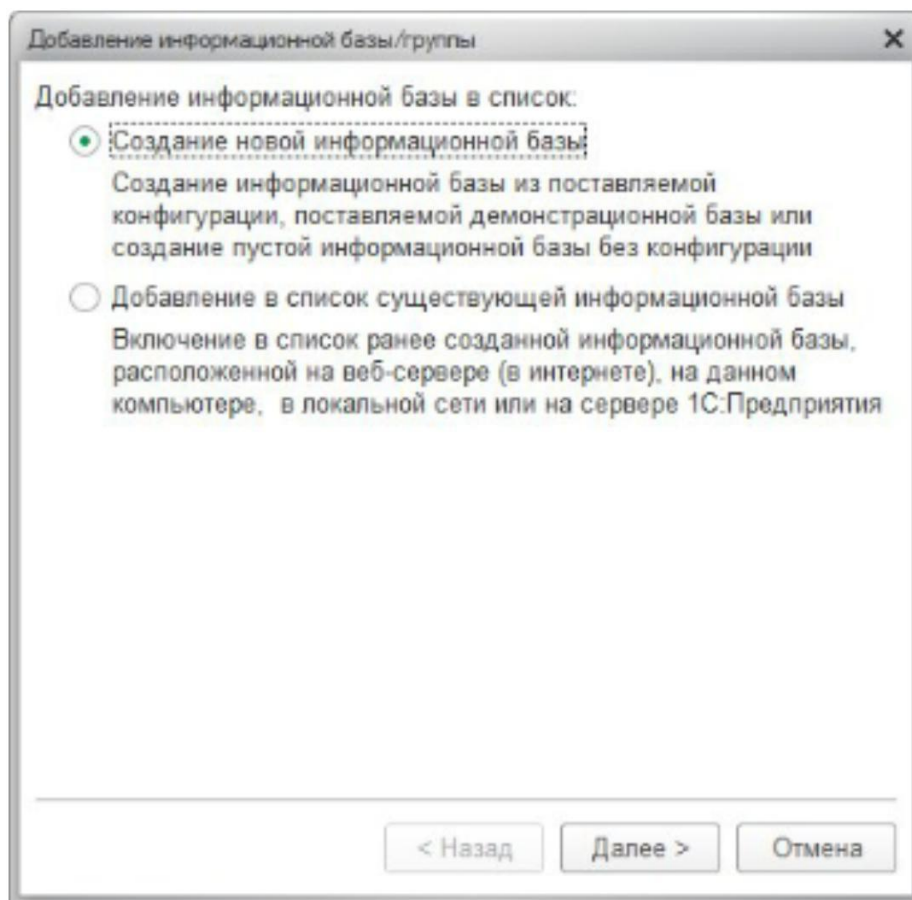 Добавление информационной базы/группы
Добавление информационной базы в список:
Создание новой информационной базы
Создание информационной базы из поставляемой
конфигурации, поставляемой демонстрационной базы или
создание пустой информационной базы без конфигурации
Добавление в список существующей информационной базы
Включение в список ранее созданной информационной базы,
расположенной на веб-сервере (в интернете), на данном
компьютере, в локальной сети или на сервере 1С:Предприятия
< Назад
Далее >
Отмена